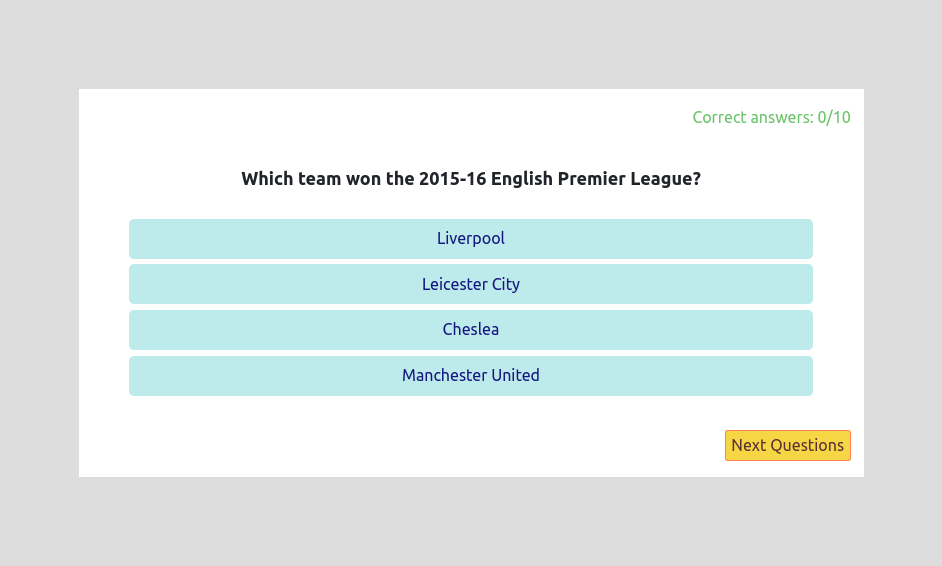 Correct answers: 0/10
Which team won the 2015-16 English Premier League?
Liverpool
Leicester City
Cheslea
Manchester United
Next Questions